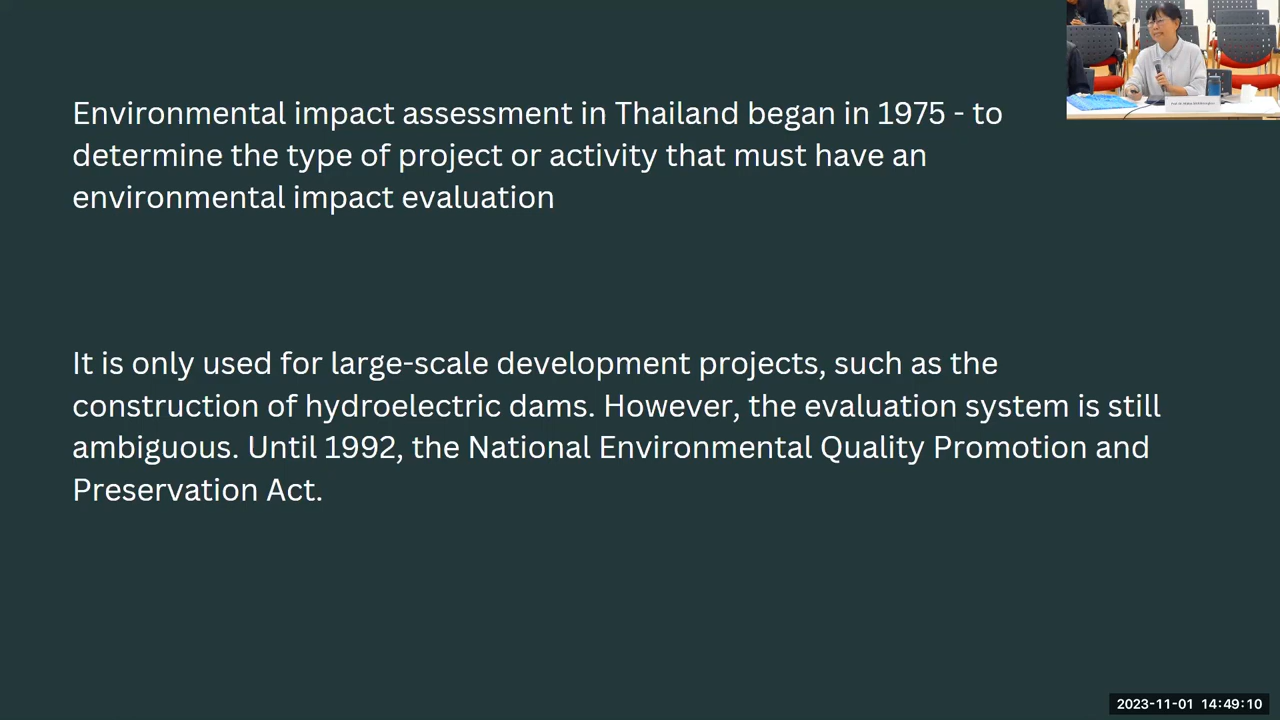 Environmental impact assessment in Thailand began in 1975 - to
determine the type of project or activity that must have an
environmental impact evaluation
It is only used for large-scale development projects, such as the
construction of hydroelectric dams. However, the evaluation system is still
ambiguous. Until 1992, the National Environmental Quality Promotion and
Preservation Act.
2023-11-01 14:49:10